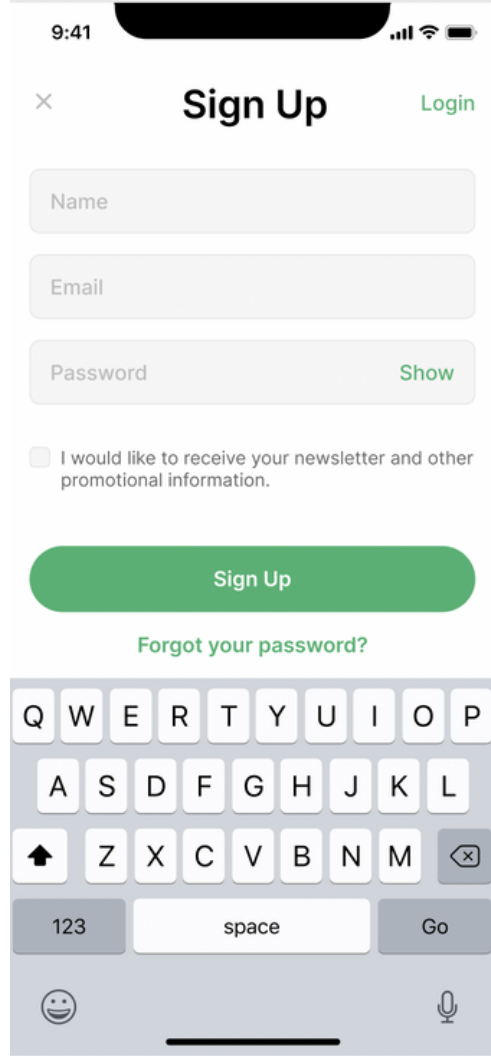 9:41
Sign Up
Login
Name
Email
Password
Show
I would like to receive your newsletter and other
promotional information.
Sign Up
Forgot your password?
Q W E R T Y U I O P
A S D F G H J K L
Z X C V B N M
123 space Go